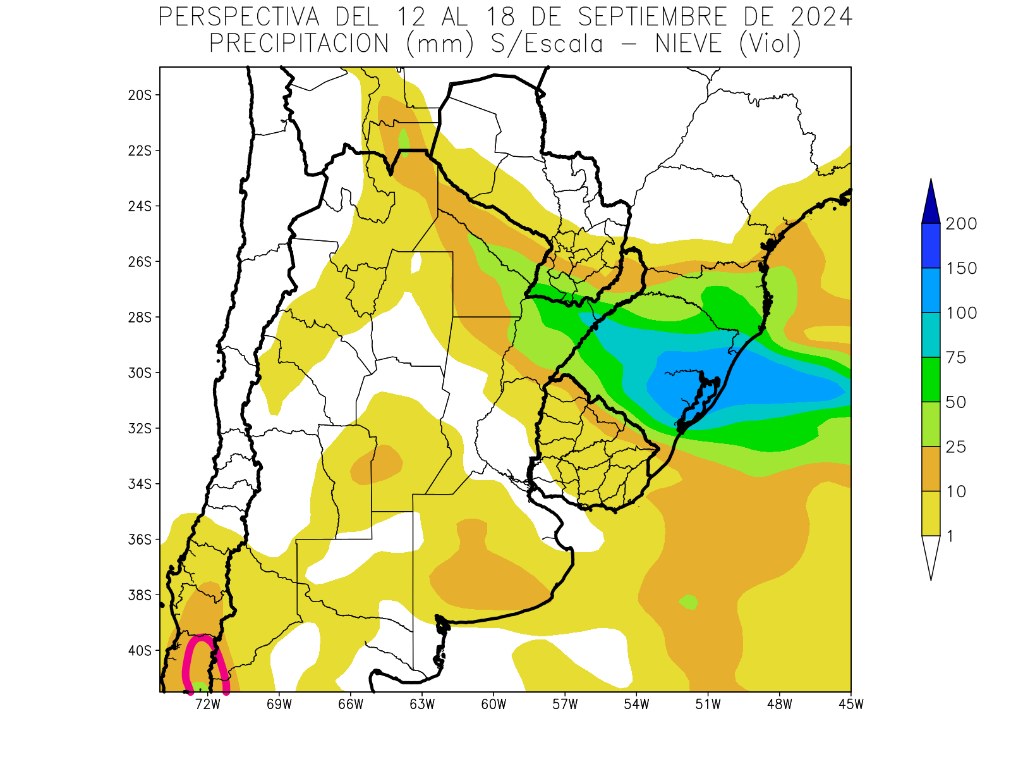 PERSPECTIVA DEL 12 AL 18 DE SEPTIEMBRE DE 2024
PRECIPITACION (mm) S/Escala – NIEVE (Viol)
20S
22S
24S
26S
28S
30S
32S
34S
36S
38S
40S
72W 69W 66W 63W 60W 57W 54W 51W 48W 45W
200
150
100
75
50
25
10
1